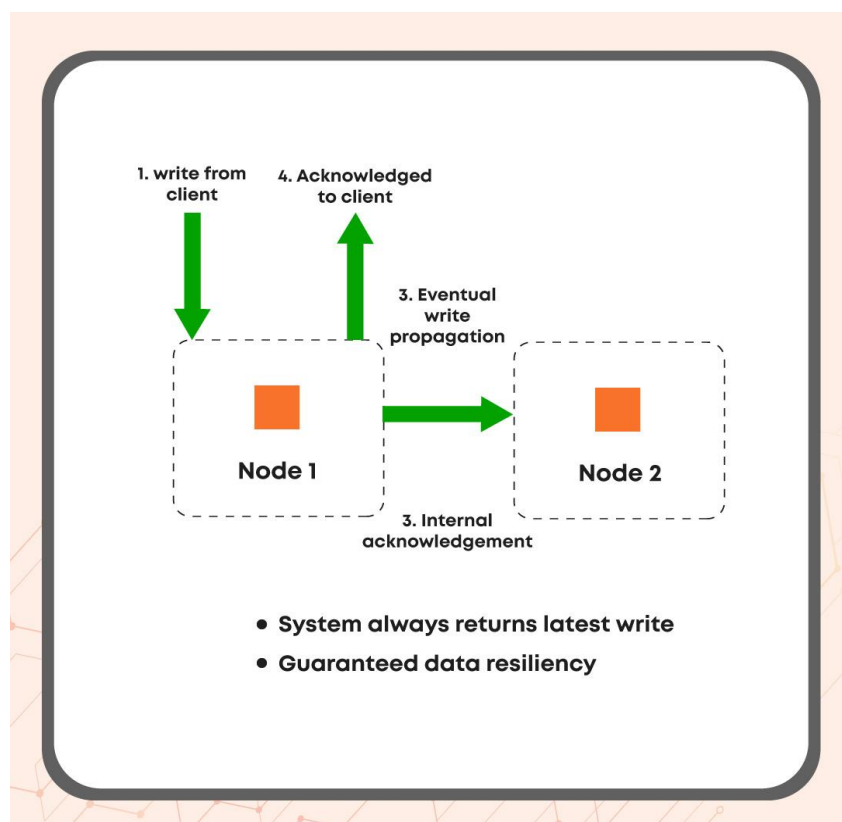 1. write from
client
4. Acknowledged
to client
3. Eventual
write
propagation
Node 1
Node 2
3. Internal
acknowledgement
• System always returns latest write
• Guaranteed data resiliency